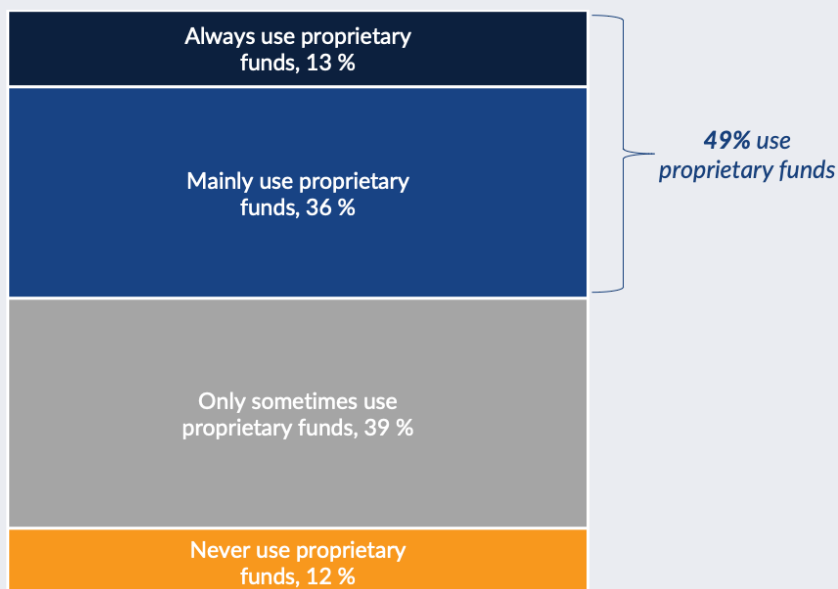 Always use proprietary
funds, 13 %
49% use
proprietary funds
Mainly use proprietary
funds, 36 %
Only sometimes use
proprietary funds, 39 %
Never use proprietary
funds, 12 %